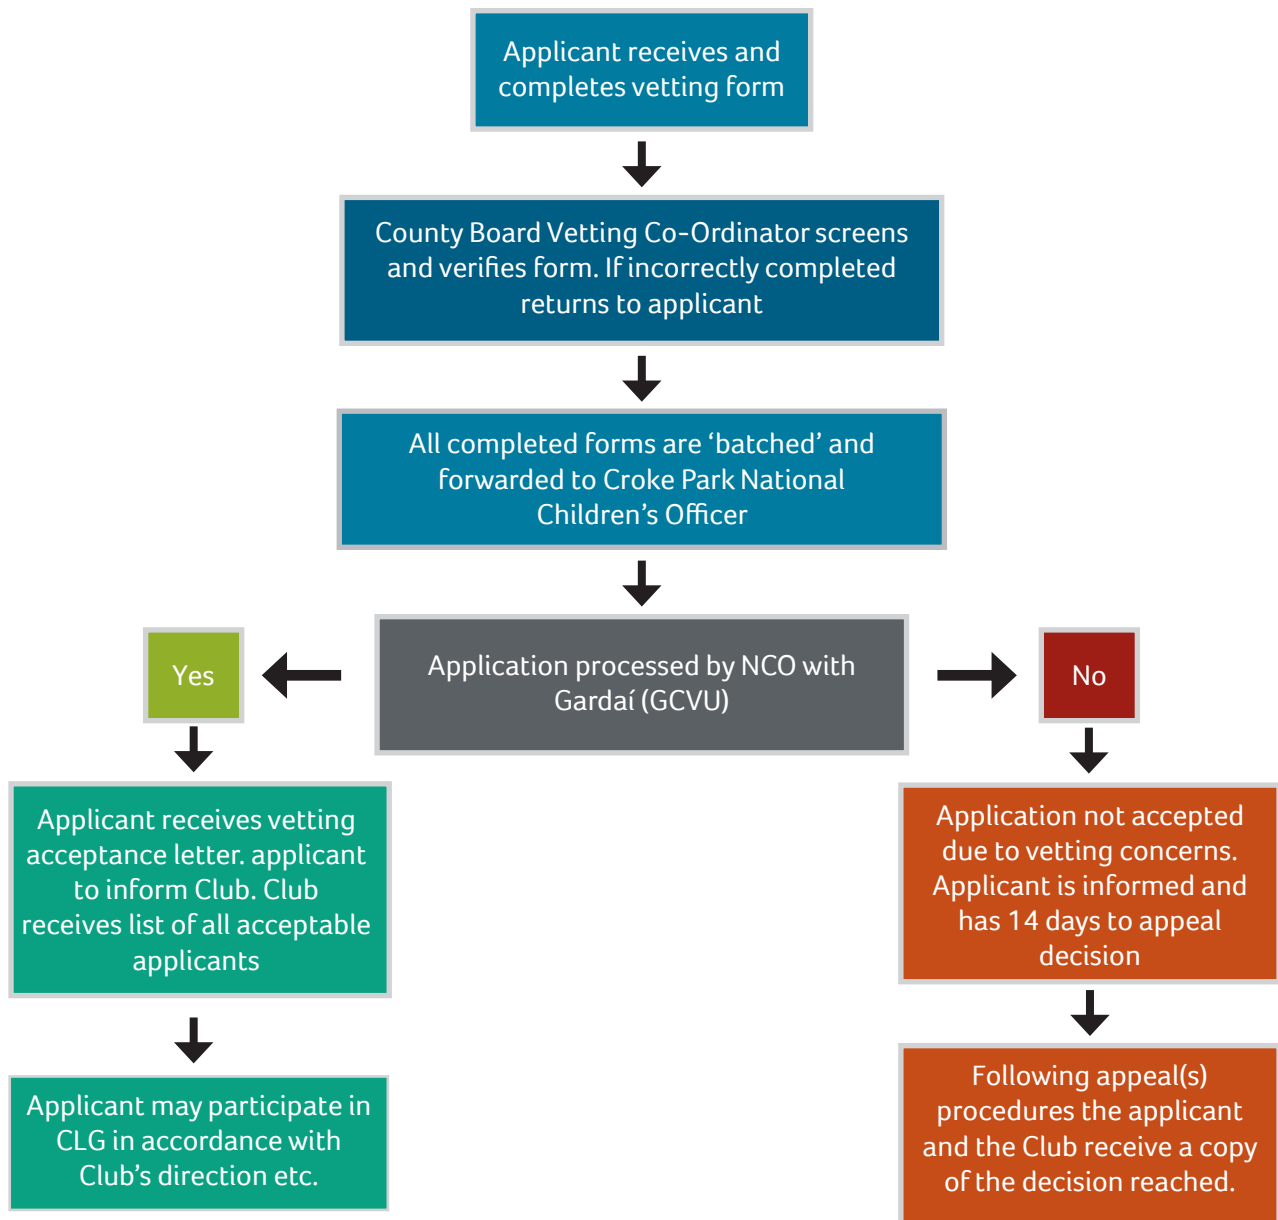 Applicant receives and
completes vetting form
County Board Vetting Co-Ordinator screens
and verifies form. If incorrectly completed
returns to applicant
All completed forms are ‘batched’ and
forwarded to Croke Park National
Children’s Officer
Application processed by NCO with
Gardaí (GCVU)
Yes
No
Applicant receives vetting
acceptance letter. applicant
to inform Club. Club
receives list of all acceptable
applicants
Application not accepted
due to vetting concerns.
Applicant is informed and
has 14 days to appeal
decision
Applicant may participate in
CLG in accordance with
Club’s direction etc.
Following appeal(s)
procedures the applicant
and the Club receive a copy
of the decision reached.